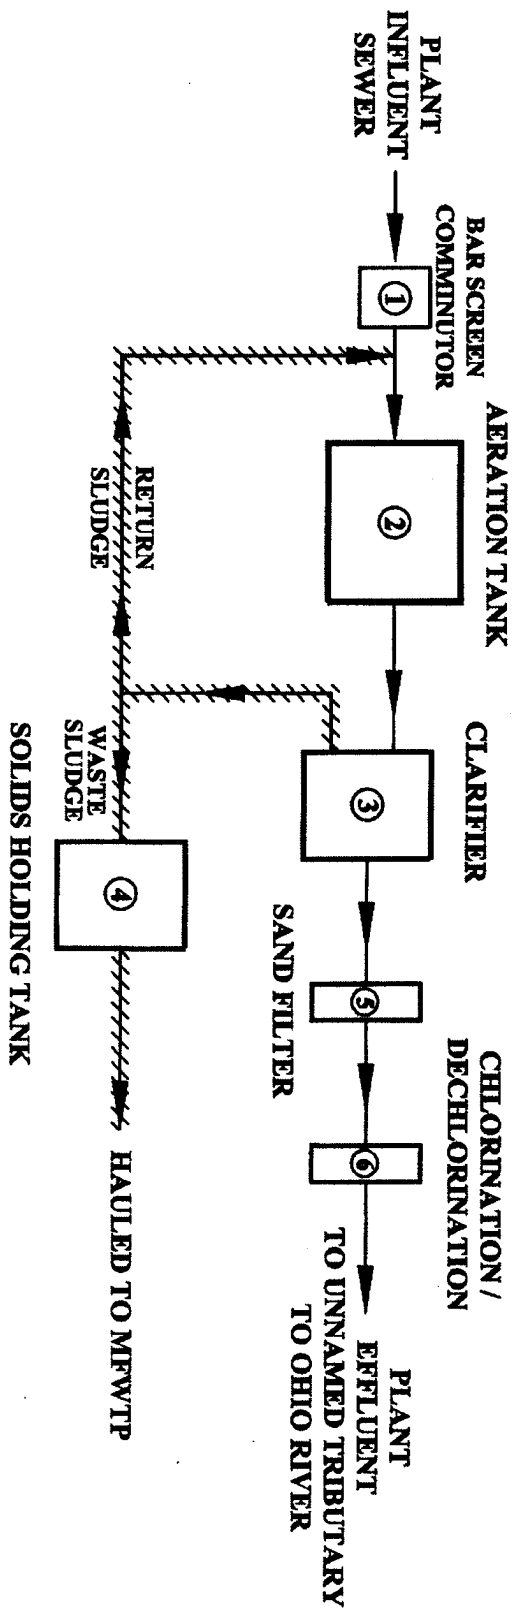 PLANT
INFLUENT
SEWER
BAR SCREEN
COMMINUTOR
①
AERATION TANK
②
CLARIFIER
③
RETURN
SLUDGE
WASTE
SLUDGE
④
SOLIDS HOLDING TANK
HAULED TO MFWTP
SAND FILTER
⑤
CHLORINATION /
DECHLORINATION
⑥
PLANT
EFFLUENT
TO UNNAMED TRIBUTARY
TO OHIO RIVER